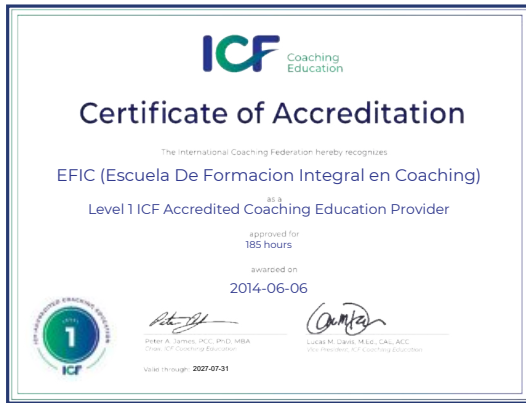 ICF Coaching
Education
Certificate of Accreditation
The International Coaching Federation hereby recognizes
EFIC (Escuela De Formacion Integral en Coaching)
as a
Level 1 ICF Accredited Coaching Education Provider
approved for
185 hours
awarded on
2014-06-06
ICF-ACCREDITED COACHING EDUCATION
LEVEL
1
ICF
Peter A. James, PCC, PhD, MBA
Chair, ICF Coaching Education
Lucas M. Davis, M.Ed., CAL, ACC
Vice President, ICF Coaching Education
Valid through: 2027-07-31